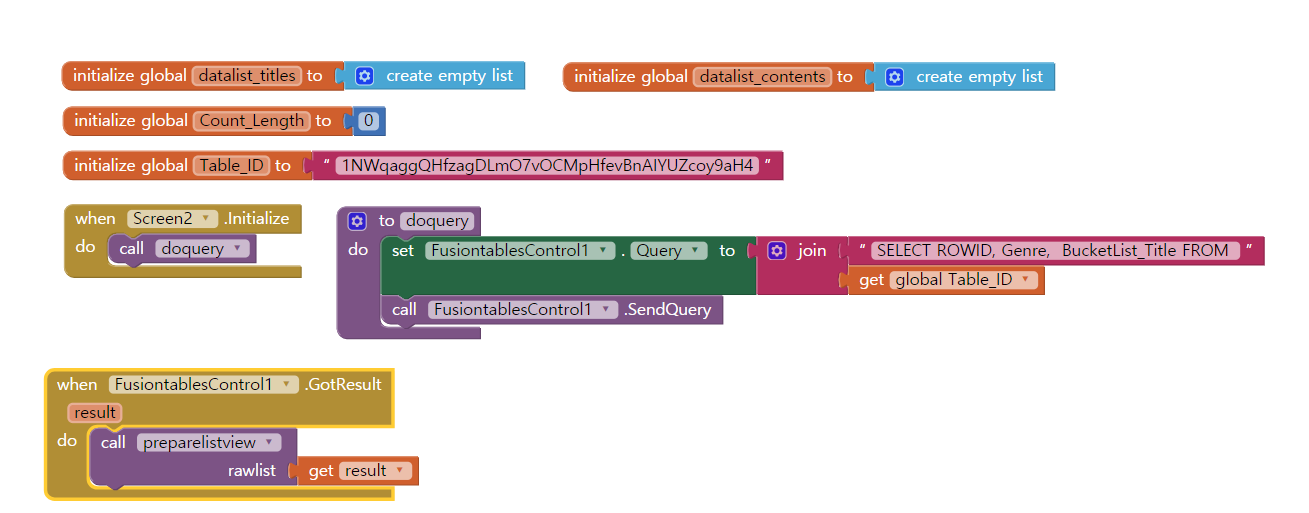 initialize global datalist_titles to create empty list
initialize global datalist_contents to create empty list
initialize global Count_Length to 0
initialize global Table_ID to " 1NWqaggQHfzagDLmO7vOCMpHfevBnAIYUZcoy9aH4 "
when Screen2 .Initialize
do call doquery
to doquery
do set FusiontablesControl1 . Query to join " SELECT ROWID, Genre,  BucketList_Title FROM "
get global Table_ID
call FusiontablesControl1 .SendQuery
when FusiontablesControl1 .GotResult
result
do call preparelistview
rawlist get result